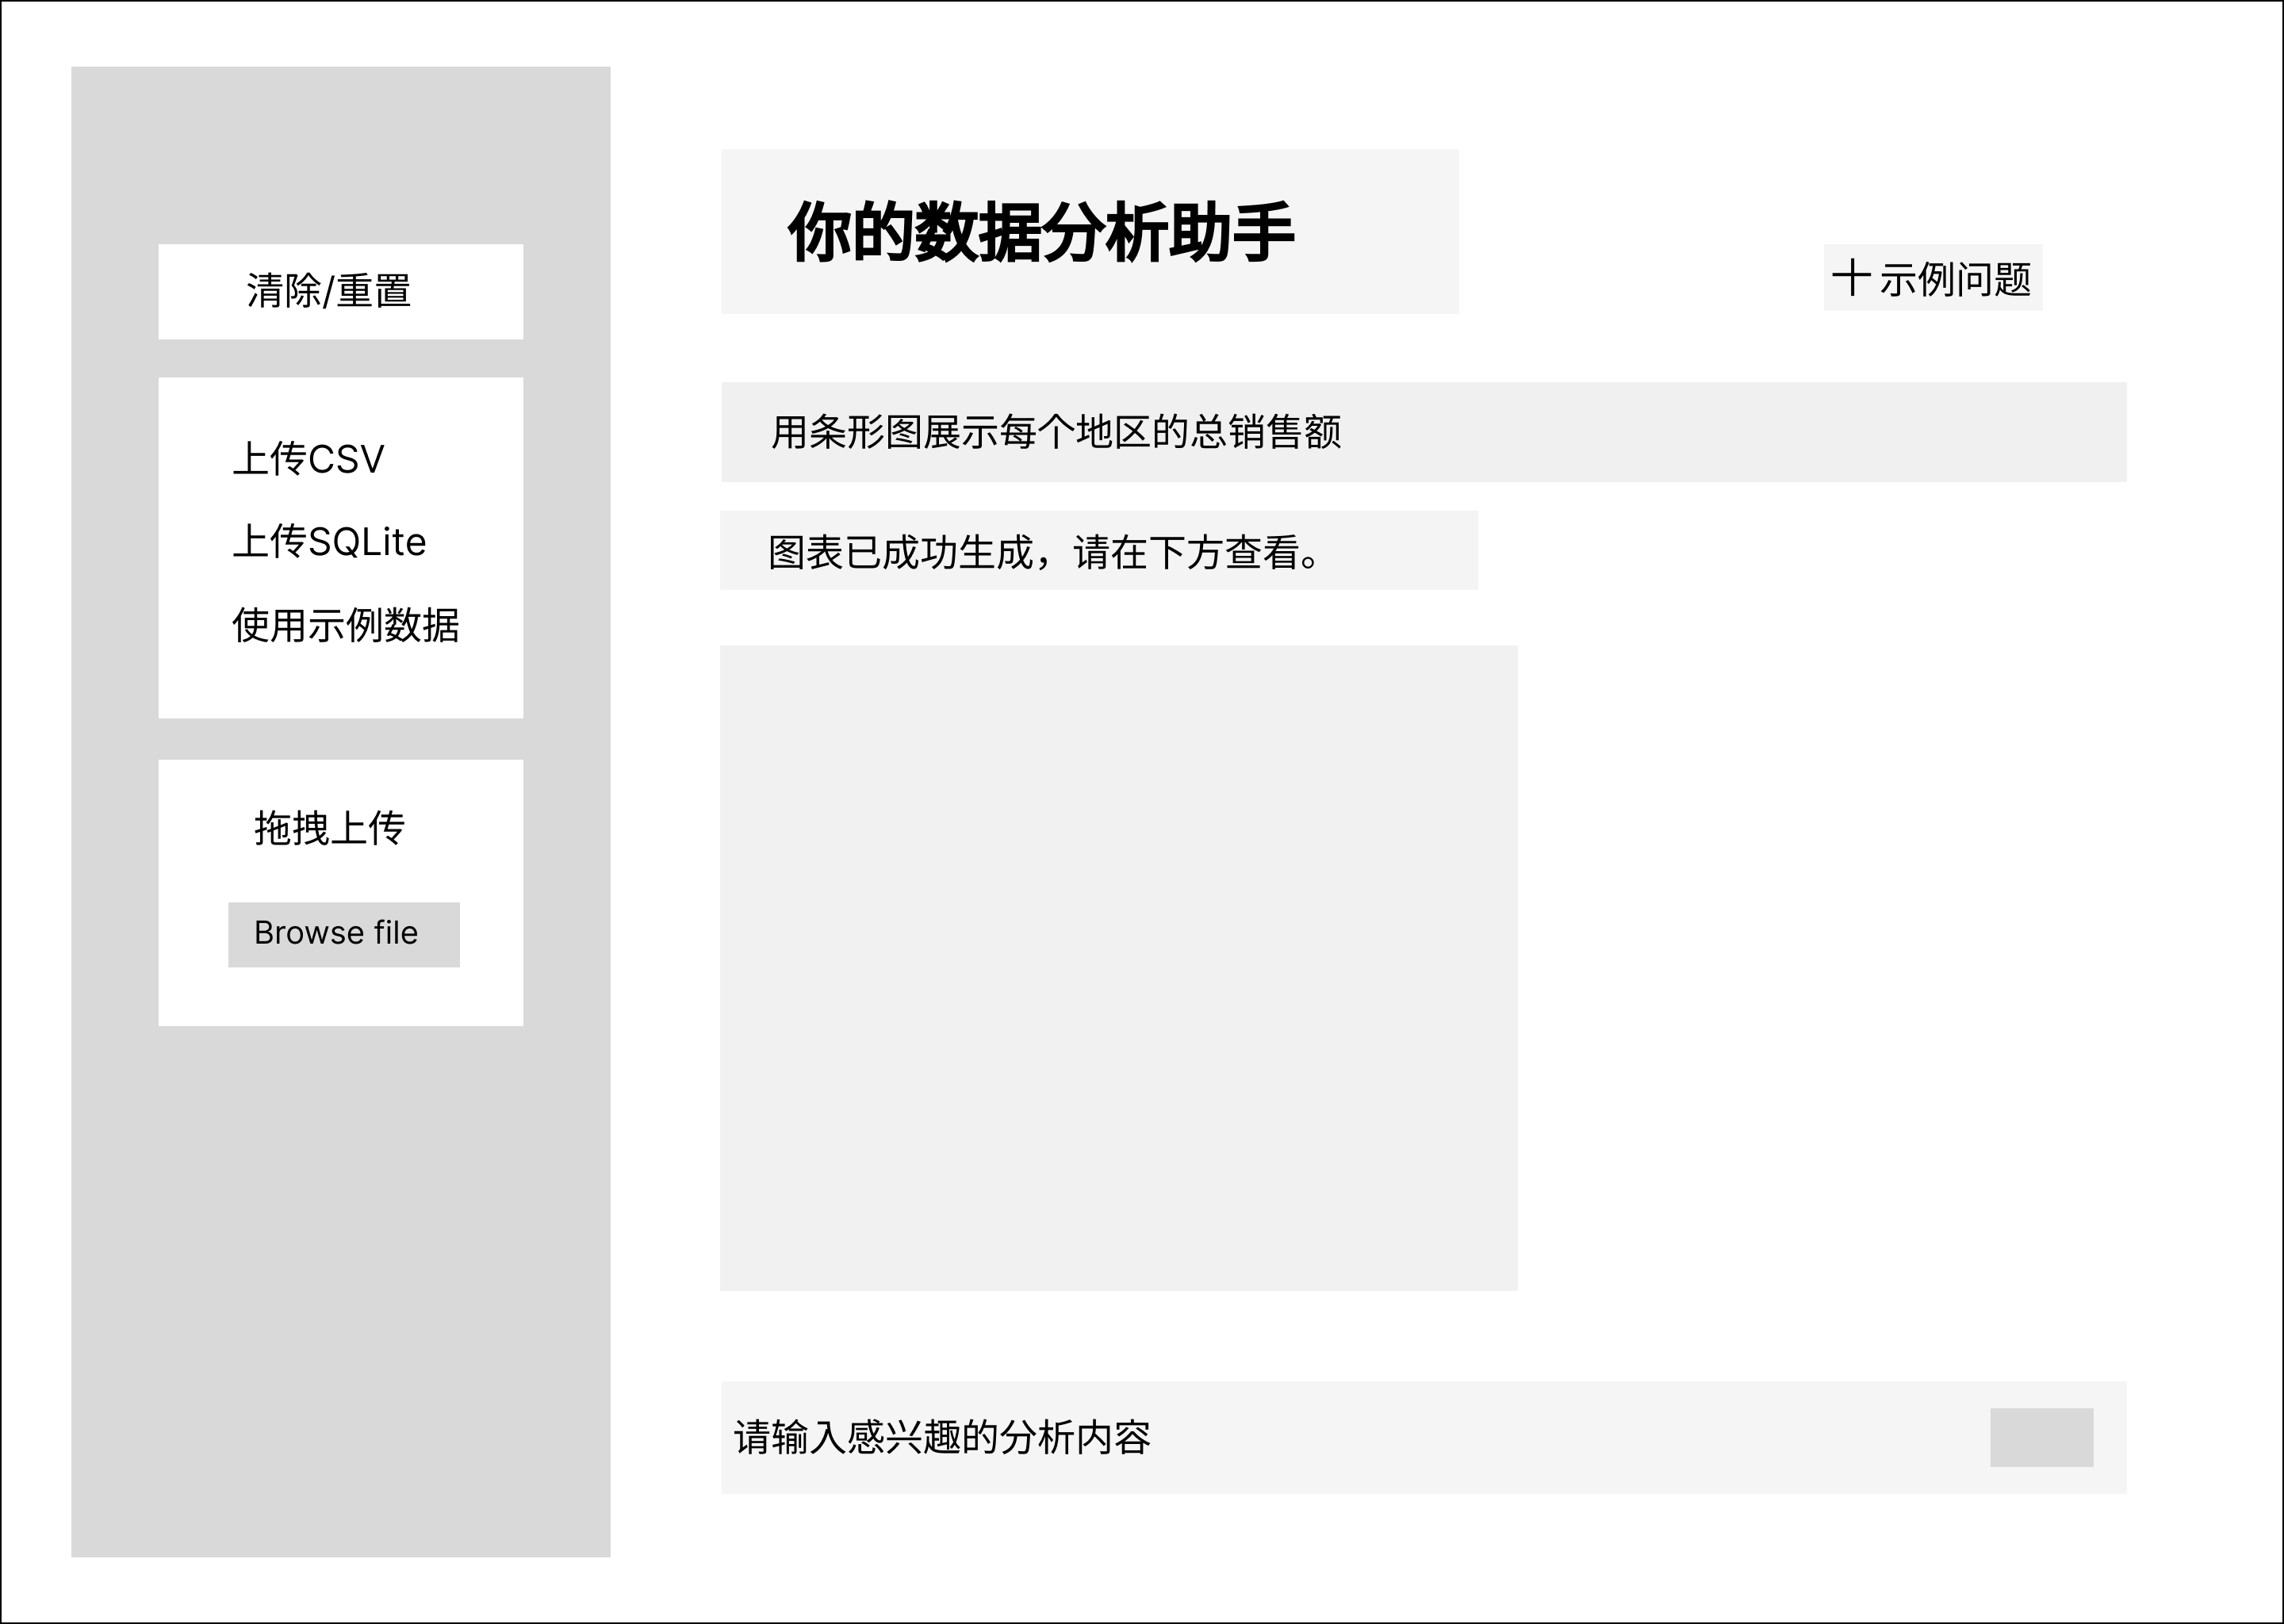 清除/重置
上传CSV
上传SQLite
使用示例数据
拖拽上传
Browse file
你的数据分析助手
十 示例问题
用条形图展示每个地区的总销售额
图表已成功生成，请在下方查看。
请输入感兴趣的分析内容